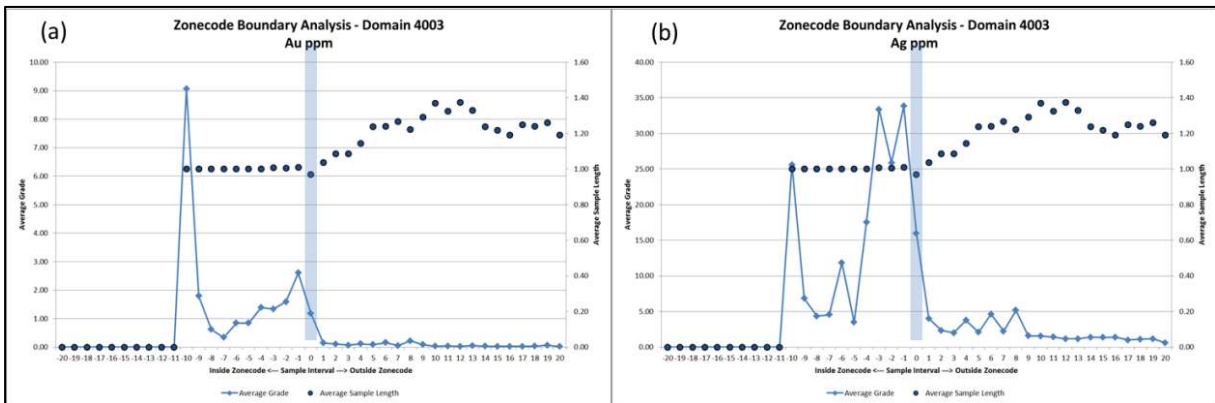 (a)
Zonecode Boundary Analysis - Domain 4003
Au ppm
10.00
9.00
8.00
7.00
6.00
5.00
4.00
3.00
2.00
1.00
0.00
Average Grade
1.60
1.40
1.20
1.00
0.80
0.60
0.40
0.20
0.00
Average Sample Length
-20 -19 -18 -17 -16 -15 -14 -13 -12 -11 -10 -9 -8 -7 -6 -5 -4 -3 -2 -1 0 1 2 3 4 5 6 7 8 9 10 11 12 13 14 15 16 17 18 19 20
Inside Zonecode <--- Sample Interval ---> Outside Zonecode
Average Grade
Average Sample Length
(b)
Zonecode Boundary Analysis - Domain 4003
Ag ppm
40.00
35.00
30.00
25.00
20.00
15.00
10.00
5.00
0.00
Average Grade
1.60
1.40
1.20
1.00
0.80
0.60
0.40
0.20
0.00
Average Sample Length
-20 -19 -18 -17 -16 -15 -14 -13 -12 -11 -10 -9 -8 -7 -6 -5 -4 -3 -2 -1 0 1 2 3 4 5 6 7 8 9 10 11 12 13 14 15 16 17 18 19 20
Inside Zonecode <--- Sample Interval ---> Outside Zonecode
Average Grade
Average Sample Length